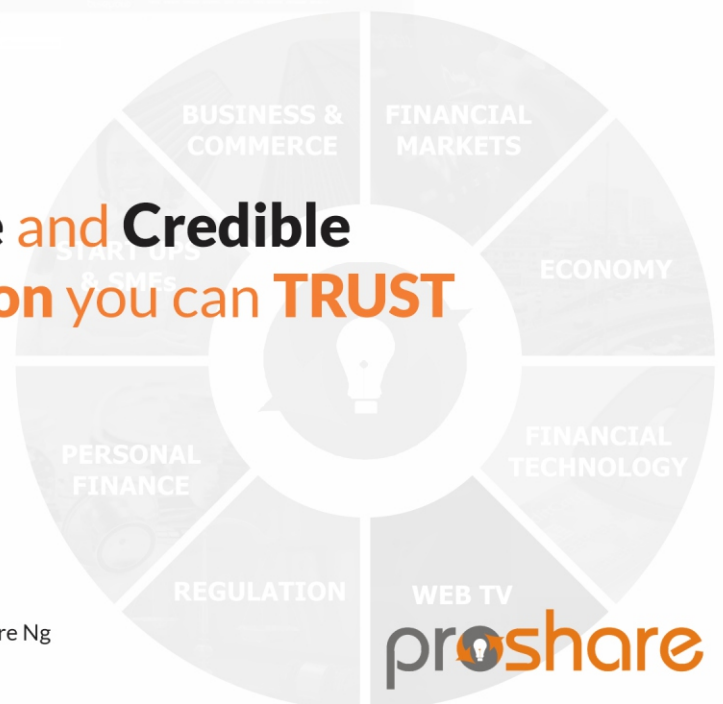 BUSINESS & COMMERCE
FINANCIAL MARKETS
and Credible
START UPS & SMEs
ECONOMY
on you can TRUST
PERSONAL FINANCE
FINANCIAL TECHNOLOGY
REGULATION
WEB TV
re Ng
proshare